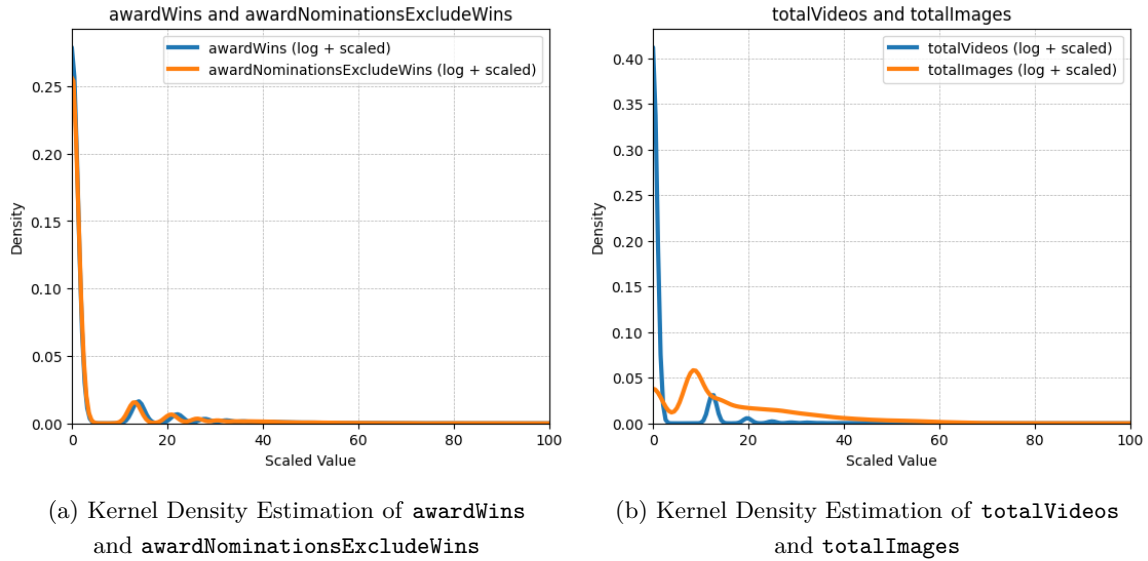 awardWins and awardNominationsExcludeWins
awardWins (log + scaled)
awardNominationsExcludeWins (log + scaled)
Density
0.25
0.20
0.15
0.10
0.05
0.00
0 20 40 60 80 100
Scaled Value
(a) Kernel Density Estimation of awardWins
and awardNominationsExcludeWins
totalVideos and totalImages
totalVideos (log + scaled)
totalImages (log + scaled)
Density
0.40
0.35
0.30
0.25
0.20
0.15
0.10
0.05
0.00
0 20 40 60 80 100
Scaled Value
(b) Kernel Density Estimation of totalVideos
and totalImages